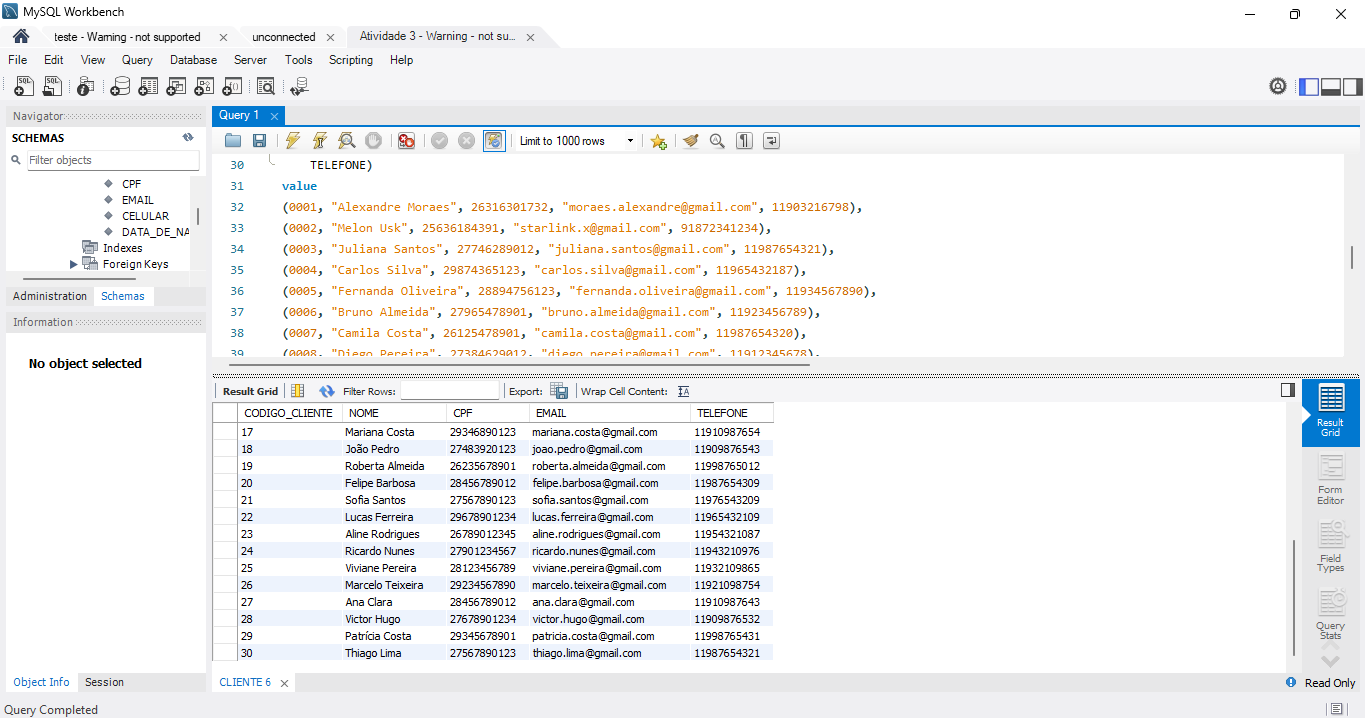 MySQL Workbench
teste - Warning - not supported
unconnected
Atividade 3 - Warning - not su...
File Edit View Query Database Server Tools Scripting Help
Navigator
SCHEMAS
Filter objects
CPF
EMAIL
CELULAR
DATA_DE_NA
Indexes
Foreign Keys
Administration Schemas
Information
No object selected
Object Info Session
Query 1
Limit to 1000 rows
30 TELEFONE)
31 value
32 (0001, "Alexandre Moraes", 26316301732, "moraes.alexandre@gmail.com", 11903216798),
33 (0002, "Melon Usk", 25636184391, "starlink.x@gmail.com", 91872341234),
34 (0003, "Juliana Santos", 27746289012, "juliana.santos@gmail.com", 11987654321),
35 (0004, "Carlos Silva", 29874365123, "carlos.silva@gmail.com", 11965432187),
36 (0005, "Fernanda Oliveira", 28894756123, "fernanda.oliveira@gmail.com", 11934567890),
37 (0006, "Bruno Almeida", 27965478901, "bruno.almeida@gmail.com", 11923456789),
38 (0007, "Camila Costa", 26125478901, "camila.costa@gmail.com", 11987654320),
39 (0008, "Diego Pereira", 27384629012, "diego.pereira@gmail.com", 11912345678),
Result Grid Filter Rows: Export: Wrap Cell Content:
CODIGO_CLIENTE NOME CPF EMAIL TELEFONE
17 Mariana Costa 29346890123 mariana.costa@gmail.com 11910987654
18 João Pedro 27483920123 joao.pedro@gmail.com 11909876543
19 Roberta Almeida 26235678901 roberta.almeida@gmail.com 11998765012
20 Felipe Barbosa 28456789012 felipe.barbosa@gmail.com 11987654309
21 Sofia Santos 27567890123 sofia.santos@gmail.com 11976543209
22 Lucas Ferreira 29678901234 lucas.ferreira@gmail.com 11965432109
23 Aline Rodrigues 26789012345 aline.rodrigues@gmail.com 11954321087
24 Ricardo Nunes 27901234567 ricardo.nunes@gmail.com 11943210976
25 Viviane Pereira 28123456789 viviane.pereira@gmail.com 11932109865
26 Marcelo Teixeira 29234567890 marcelo.teixeira@gmail.com 11921098754
27 Ana Clara 28456789012 ana.clara@gmail.com 11910987643
28 Victor Hugo 27678901234 victor.hugo@gmail.com 11909876532
29 Patrícia Costa 29345678901 patricia.costa@gmail.com 11998765431
30 Thiago Lima 27567890123 thiago.lima@gmail.com 11987654321
Result
Grid
Form
Editor
Field
Types
Query
Stats
CLIENTE 6
Read Only
Query Completed